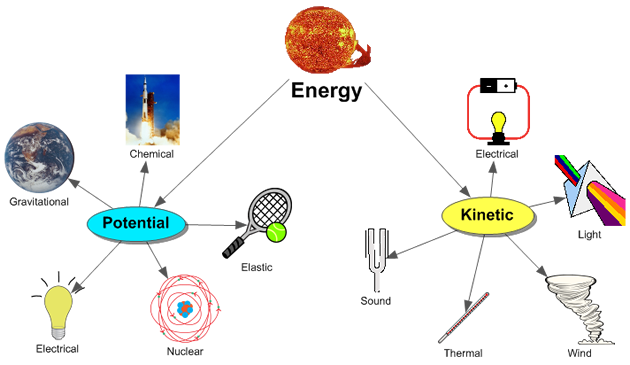 Energy
Chemical
Electrical
Gravitational
Potential
Kinetic
Light
Elastic
Sound
Electrical
Nuclear
Thermal
Wind